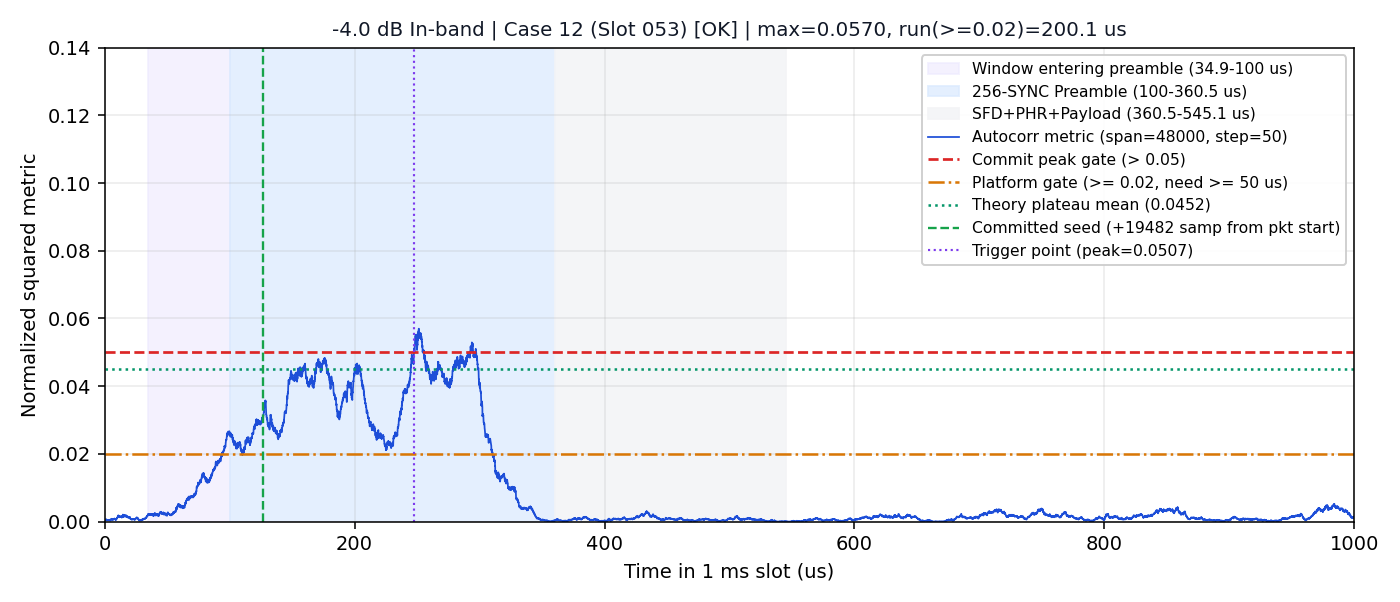 -4.0 dB In-band | Case 12 (Slot 053) [OK] | max=0.0570, run(>=0.02)=200.1 us
Normalized squared metric
0.14
0.12
0.10
0.08
0.06
0.04
0.02
0.00
Window entering preamble (34.9-100 us)
256-SYNC Preamble (100-360.5 us)
SFD+PHR+Payload (360.5-545.1 us)
Autocorr metric (span=48000, step=50)
Commit peak gate (> 0.05)
Platform gate (>= 0.02, need >= 50 us)
Theory plateau mean (0.0452)
Committed seed (+19482 samp from pkt start)
Trigger point (peak=0.0507)
0 200 400 600 800 1000
Time in 1 ms slot (us)